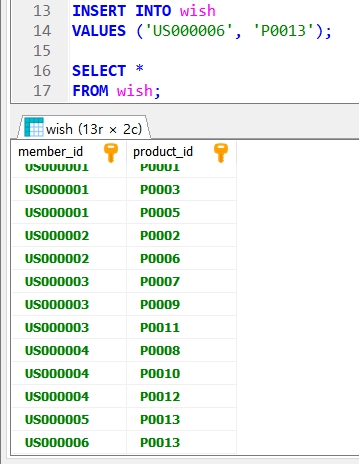 13 INSERT INTO wish
14 VALUES ('US000006', 'P0013');
15
16 SELECT *
17 FROM wish;
wish (13r × 2c)
member_id product_id
US000001 P0001
US000001 P0003
US000001 P0005
US000002 P0002
US000002 P0006
US000003 P0007
US000003 P0009
US000003 P0011
US000004 P0008
US000004 P0010
US000004 P0012
US000005 P0013
US000006 P0013